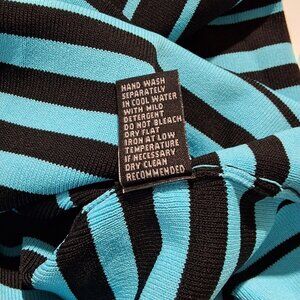 HAND WASH
SEPARATELY
IN COOL WATER
WITH MILD
DETERGENT
DO NOT BLEACH
DRY FLAT
IRON AT LOW
TEMPERATURE
IF NECESSARY
DRY CLEAN
RECOMMENDED